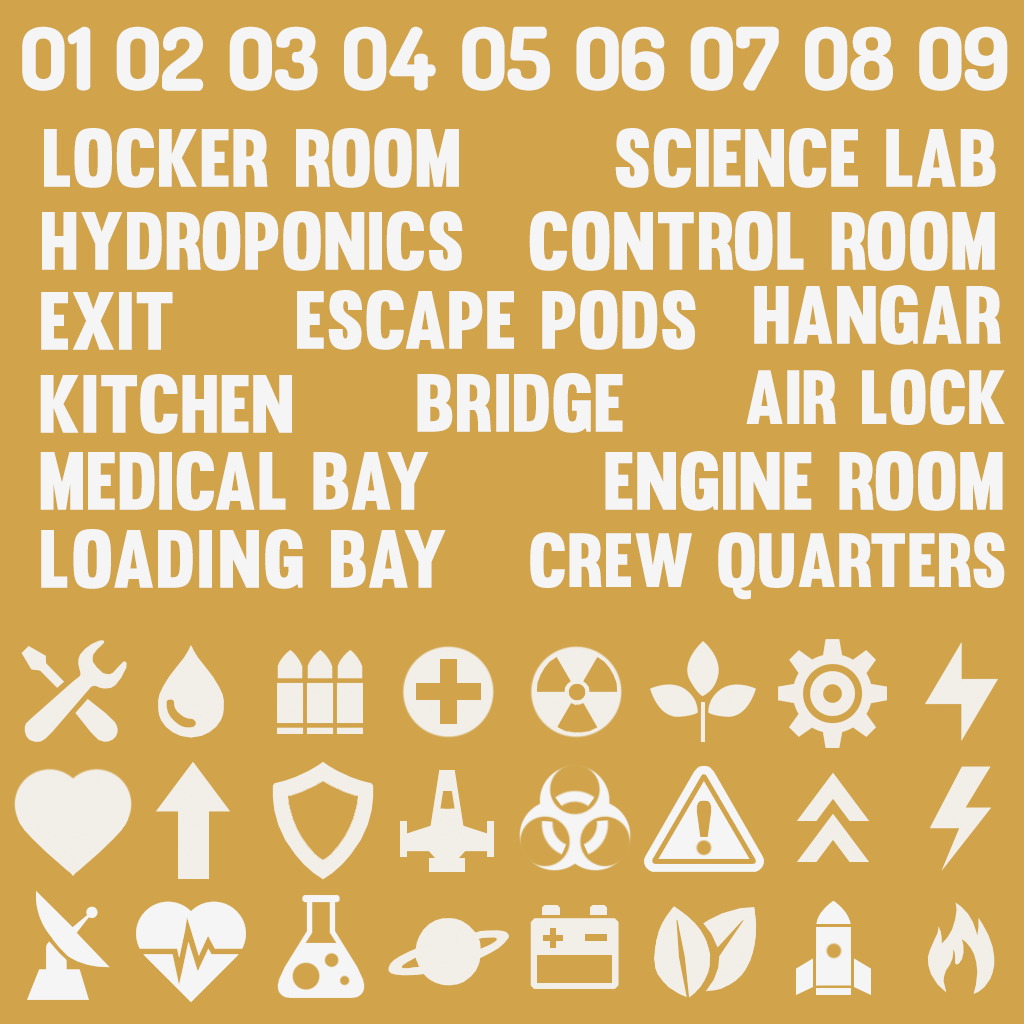 01 02 03 04 05 06 07 08 09
LOCKER ROOM SCIENCE LAB
HYDROPONICS CONTROL ROOM
EXIT ESCAPE PODS HANGAR
KITCHEN BRIDGE AIR LOCK
MEDICAL BAY ENGINE ROOM
LOADING BAY CREW QUARTERS